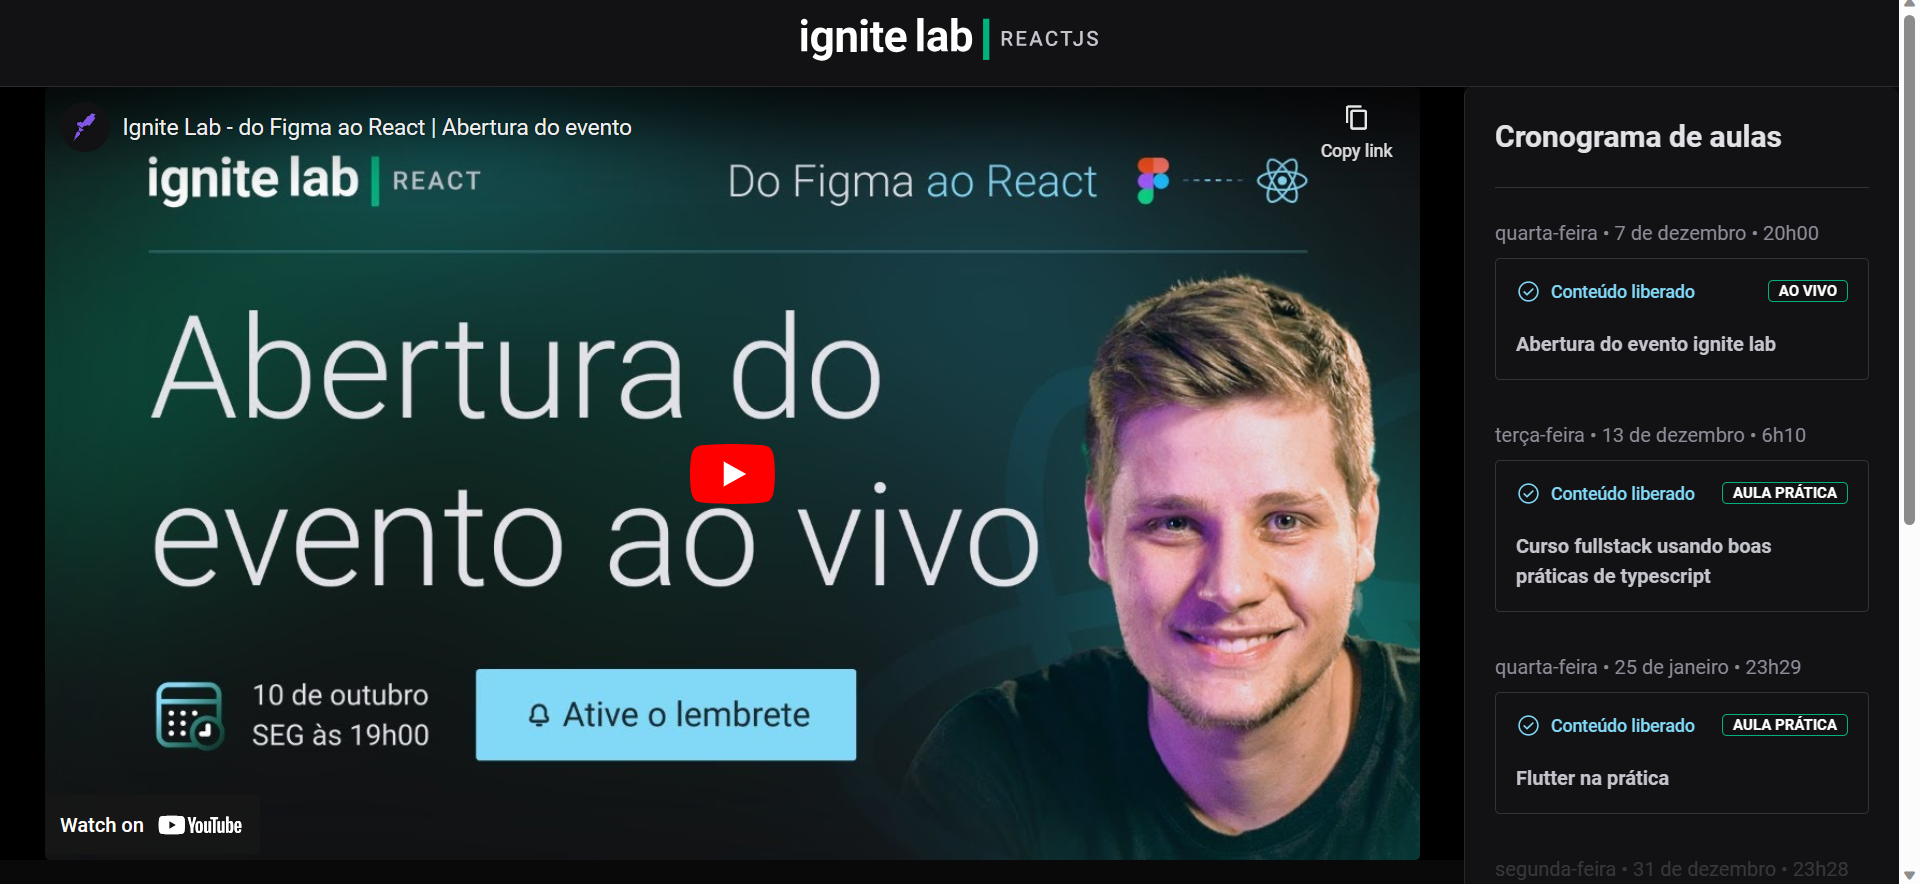 ignite lab | REACTJS
Ignite Lab - do Figma ao React | Abertura do evento
Copy link
ignite lab | REACT
Do Figma ao React
Abertura do
evento ao vivo
10 de outubro
SEG às 19h00
Ative o lembrete
Watch on YouTube
Cronograma de aulas
quarta-feira • 7 de dezembro • 20h00
Conteúdo liberado
AO VIVO
Abertura do evento ignite lab
terça-feira • 13 de dezembro • 6h10
Conteúdo liberado
AULA PRÁTICA
Curso fullstack usando boas
práticas de typescript
quarta-feira • 25 de janeiro • 23h29
Conteúdo liberado
AULA PRÁTICA
Flutter na prática
segunda-feira • 31 de dezembro • 23h28